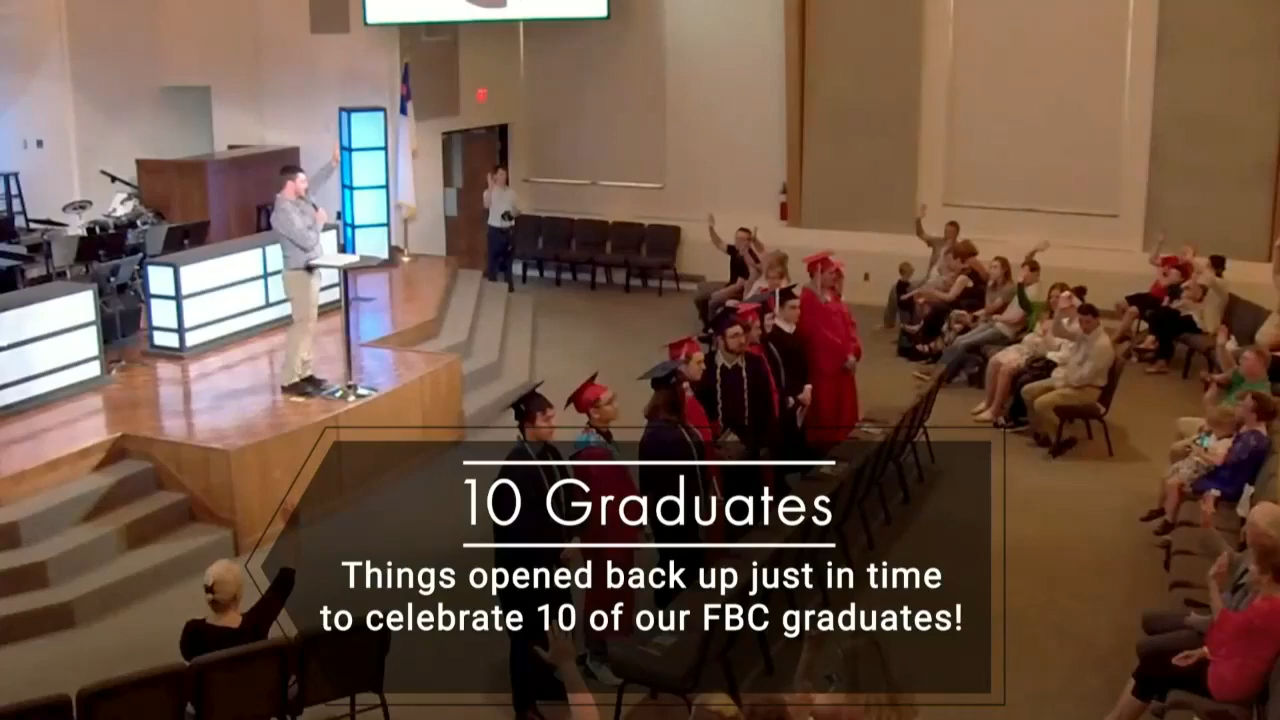 10 Graduates
Things opened back up just in time
to celebrate 10 of our FBC graduates!